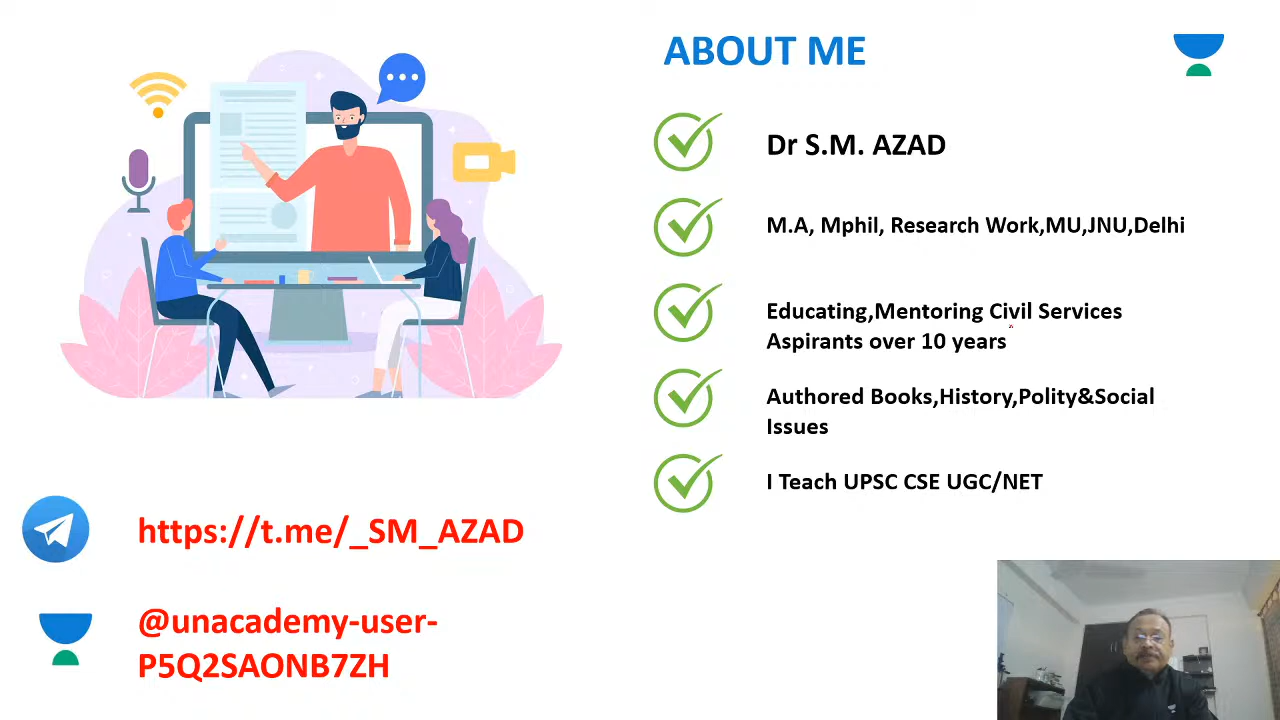 ABOUT ME
Dr S.M. AZAD
M.A, Mphil, Research Work,MU,JNU,Delhi
Educating,Mentoring Civil Services
Aspirants over 10 years
Authored Books,History,Polity&Social
Issues
I Teach UPSC CSE UGC/NET
https://t.me/_SM_AZAD
@unacademy-user-
P5Q2SAONB7ZH